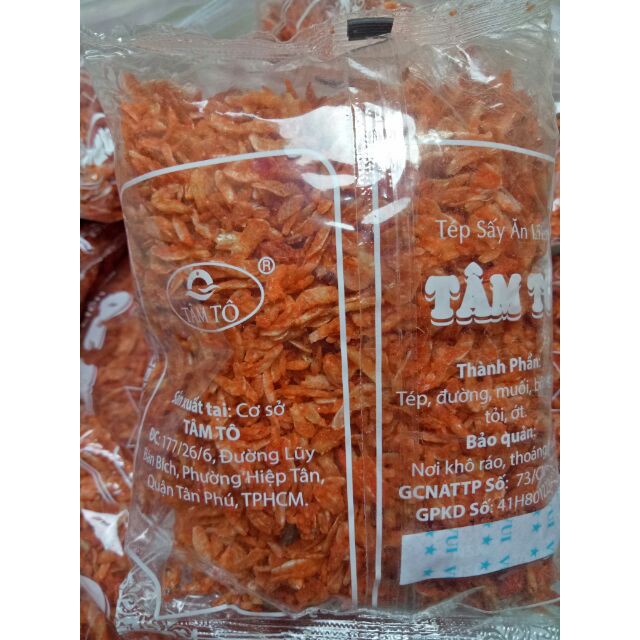 TÂM TÔ
®
Sản xuất tại: Cơ sở
TÂM TÔ
ĐC: 177/26/6, Đường Lũy
Bán Bích, Phường Hiệp Tân,
Quận Tân Phú, TPHCM.
Tép Sấy Ăn
TÂM
Thành Phần:
Tép, đường, muối,
tỏi, ớt.
Bảo quản:
Nơi khô ráo,
GCNATTP Số: 73/
GPKD Số: 41H80